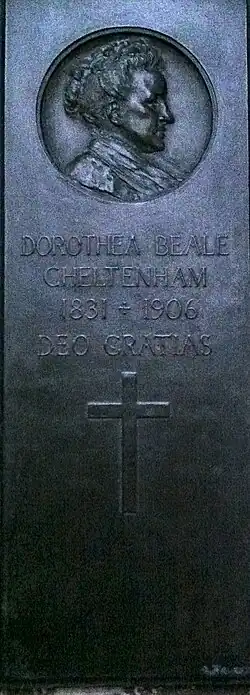 DOROTHEA BEALE
CHELTENHAM
1831 + 1906
DEO GRATIAS